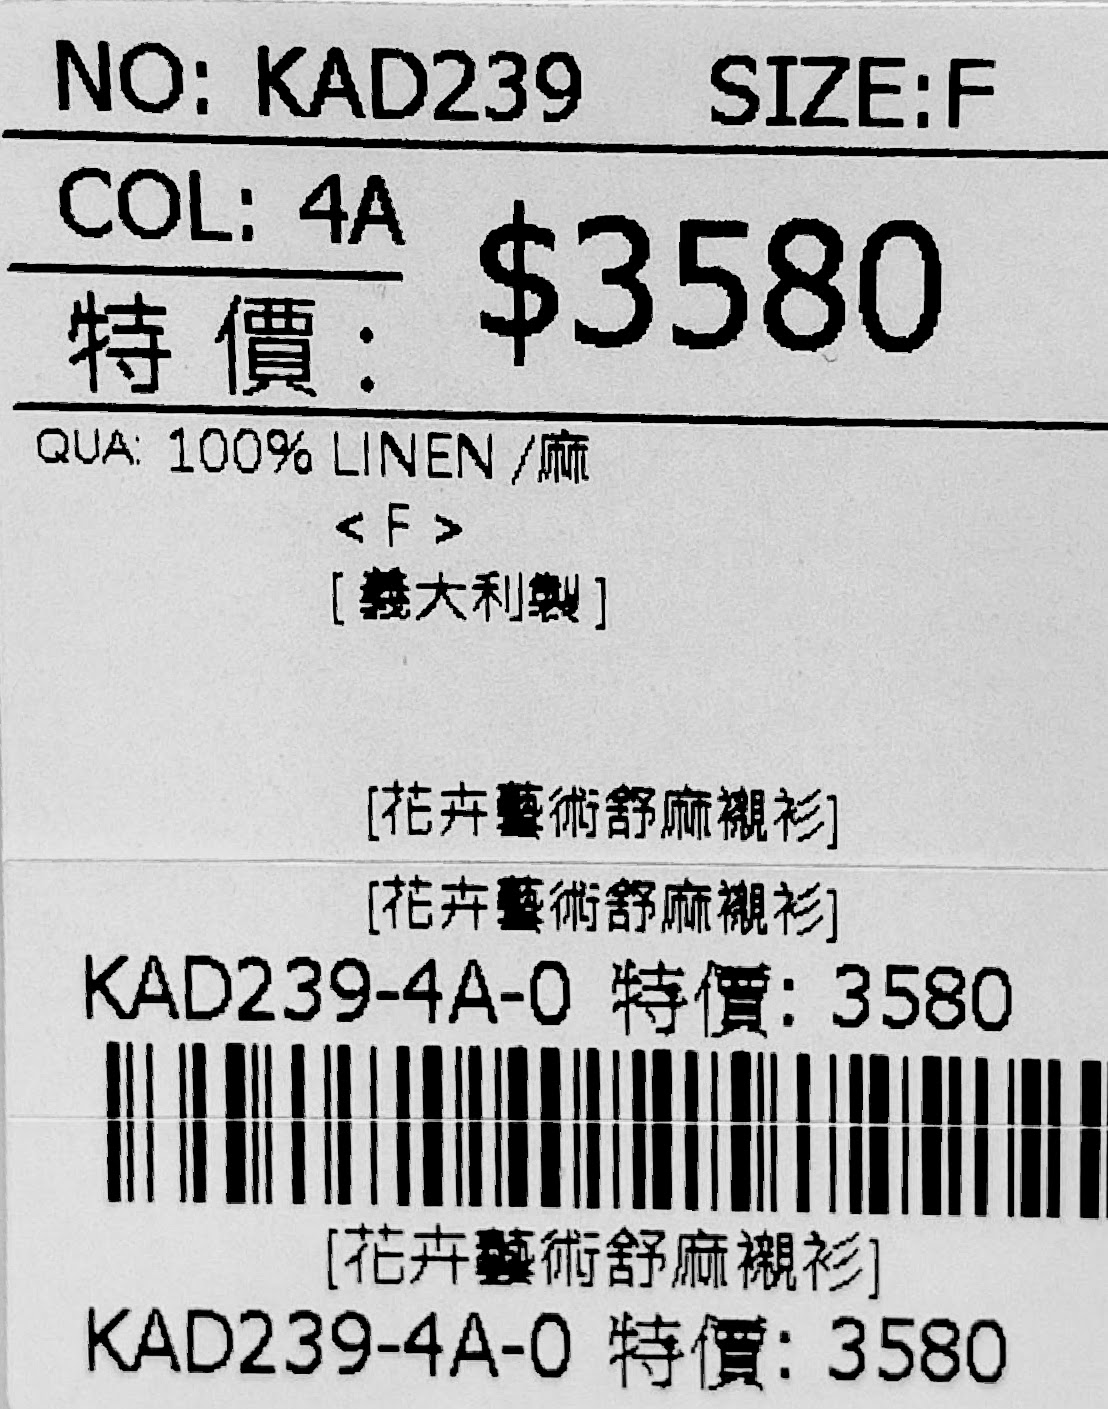 NO: KAD239 SIZE:F
COL: 4A
特價: $3580
QUA: 100% LINEN /麻
< F >
[義大利製]
[花卉藝術舒麻襯衫]
[花卉藝術舒麻襯衫]
KAD239-4A-0 特價: 3580
[花卉藝術舒麻襯衫]
KAD239-4A-0 特價: 3580